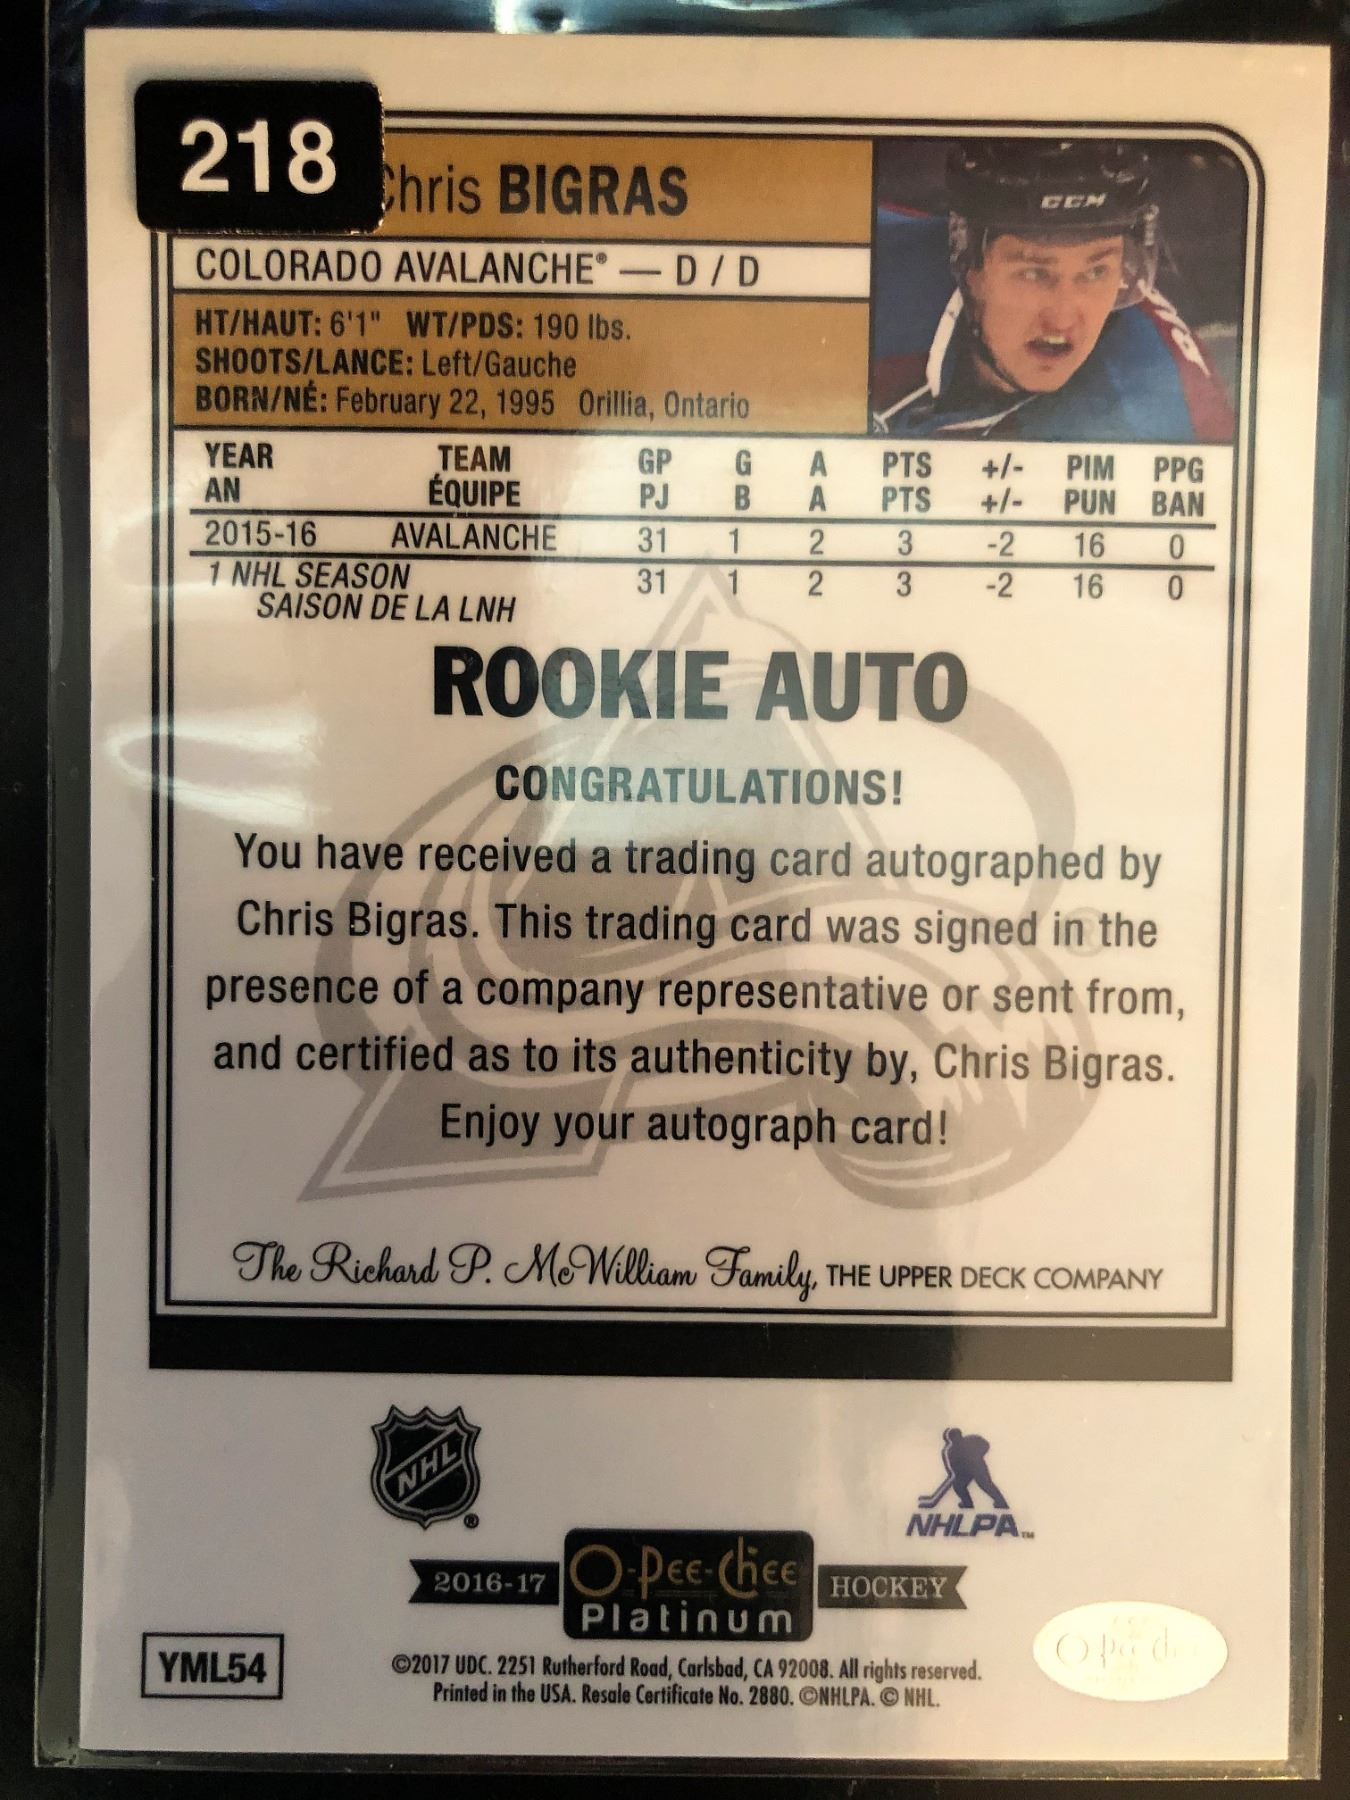 218
Chris BIGRAS
CCM
COLORADO AVALANCHE® — D / D
HT/HAUT: 6'1" WT/PDS: 190 lbs.
SHOOTS/LANCE: Left/Gauche
BORN/NÉ: February 22, 1995 Orillia, Ontario
YEAR TEAM GP G A PTS +/- PIM PPG
AN ÉQUIPE PJ B A PTS +/- PUN BAN
2015-16 AVALANCHE 31 1 2 3 -2 16 0
1 NHL SEASON 31 1 2 3 -2 16 0
SAISON DE LA LNH
ROOKIE AUTO
CONGRATULATIONS!
You have received a trading card autographed by
Chris Bigras. This trading card was signed in the
presence of a company representative or sent from,
and certified as to its authenticity by, Chris Bigras.
Enjoy your autograph card!
The Richard P. McWilliam Family, THE UPPER DECK COMPANY
NHL®
NHLPA™
2016-17 O-Pee-Chee HOCKEY
Platinum
YML54
©2017 UDC. 2251 Rutherford Road, Carlsbad, CA 92008. All rights reserved.
Printed in the USA. Resale Certificate No. 2880. ©NHLPA. © NHL.
O-Pee-Chee